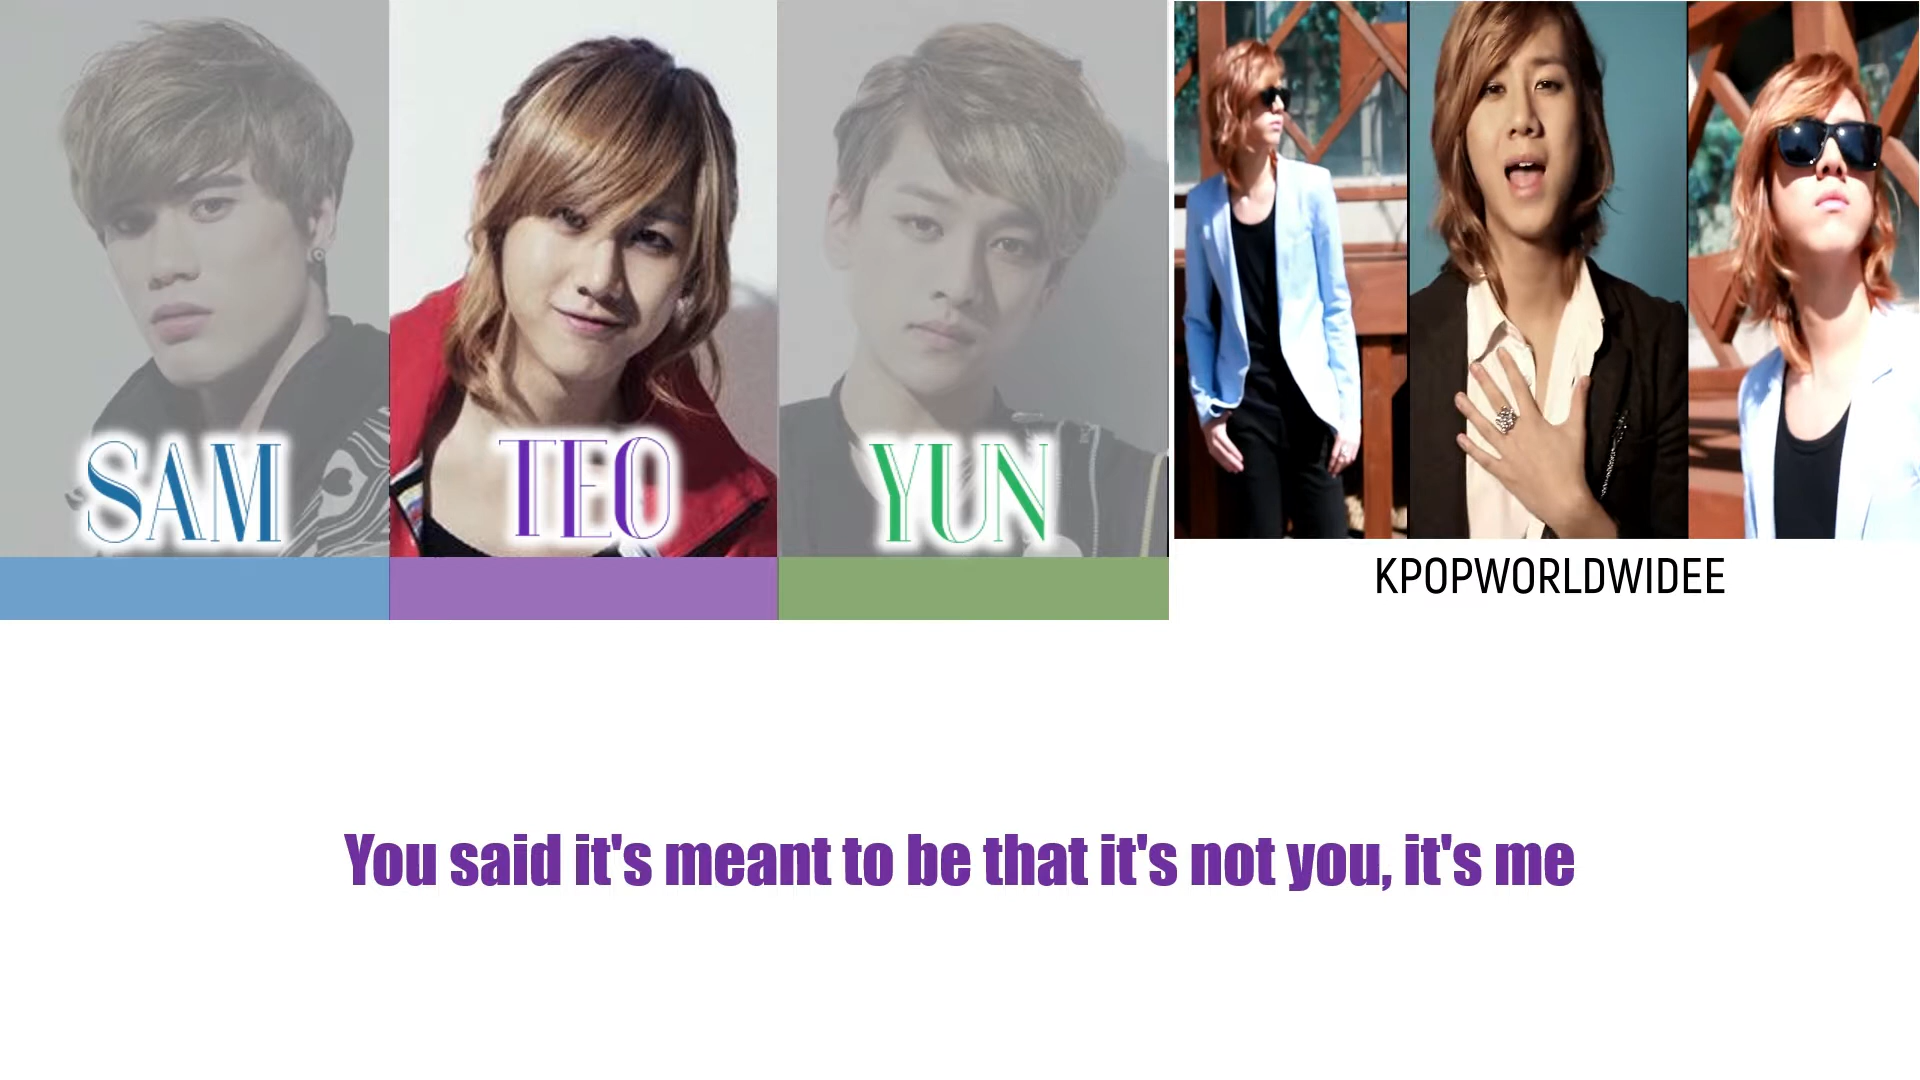 SAM
TEO
YUN
KPOPWORLDWIDEE
You said it's meant to be that it's not you, it's me